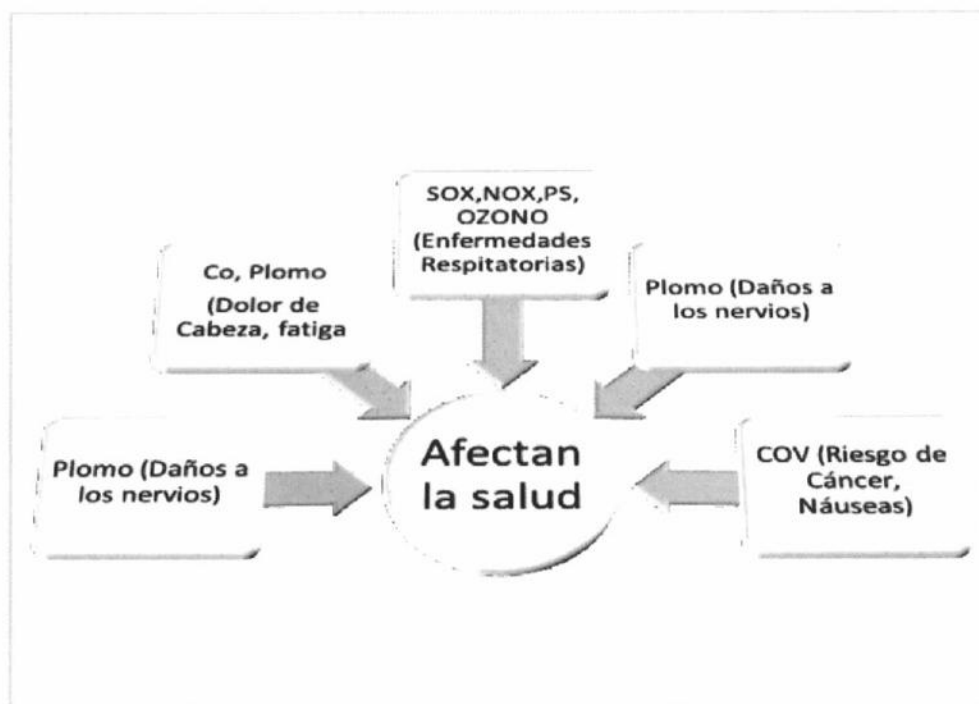 SOX,NOX,PS,
OZONO
(Enfermedades
Respitatorias)
Co, Plomo
(Dolor de
Cabeza, fatiga
Plomo (Daños a
los nervios)
Plomo (Daños a
los nervios)
Afectan
la salud
COV (Riesgo de
Cáncer,
Náuseas)